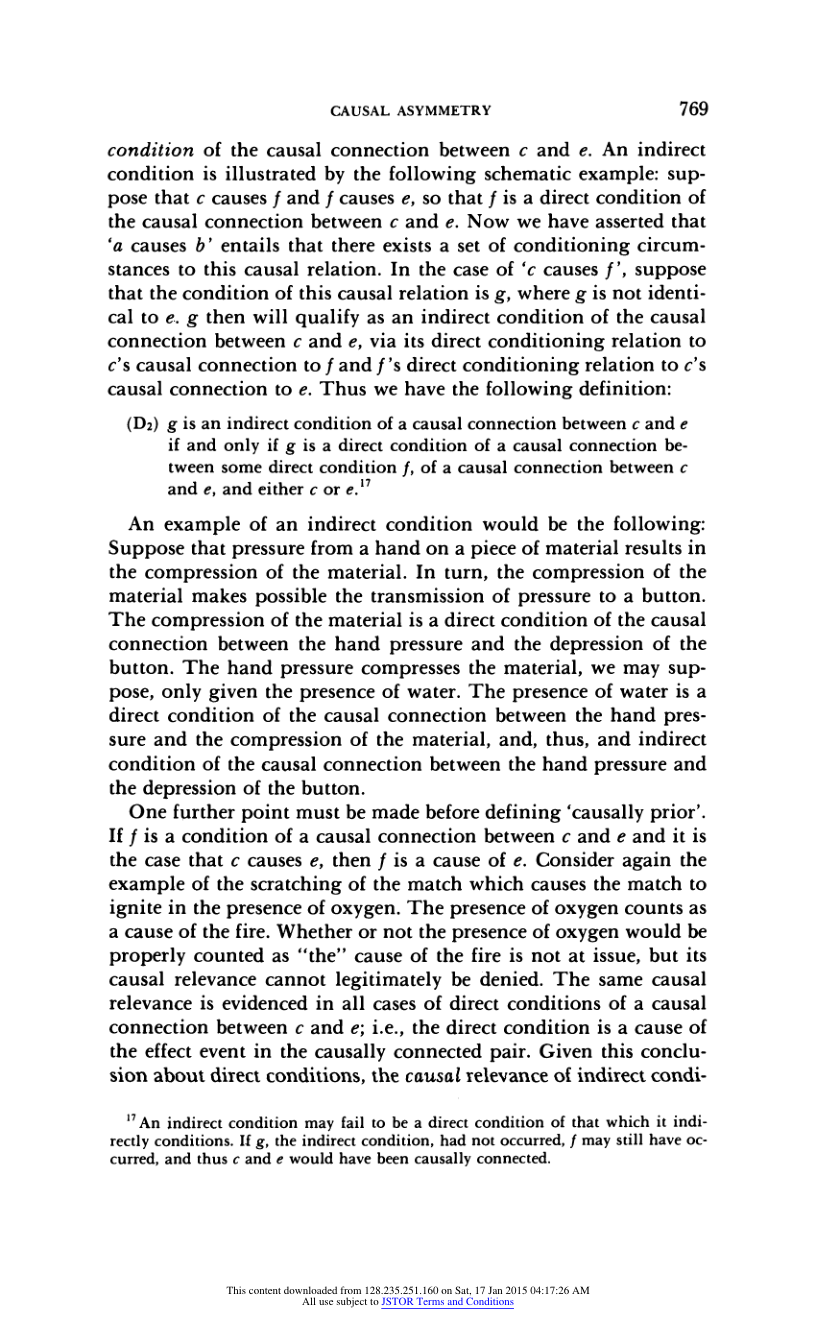 CAUSAL ASYMMETRY 769
condition of the causal connection between c and e. An indirect
condition is illustrated by the following schematic example: sup-
pose that c causes f and f causes e, so that f is a direct condition of
the causal connection between c and e. Now we have asserted that
‘a causes b’ entails that there exists a set of conditioning circum-
stances to this causal relation. In the case of ‘c causes f’, suppose
that the condition of this causal relation is g, where g is not identi-
cal to e. g then will qualify as an indirect condition of the causal
connection between c and e, via its direct conditioning relation to
c’s causal connection to f and f’s direct conditioning relation to c’s
causal connection to e. Thus we have the following definition:
(D2) g is an indirect condition of a causal connection between c and e
if and only if g is a direct condition of a causal connection be-
tween some direct condition f, of a causal connection between c
and e, and either c or e.17
An example of an indirect condition would be the following:
Suppose that pressure from a hand on a piece of material results in
the compression of the material. In turn, the compression of the
material makes possible the transmission of pressure to a button.
The compression of the material is a direct condition of the causal
connection between the hand pressure and the depression of the
button. The hand pressure compresses the material, we may sup-
pose, only given the presence of water. The presence of water is a
direct condition of the causal connection between the hand pres-
sure and the compression of the material, and, thus, and indirect
condition of the causal connection between the hand pressure and
the depression of the button.
One further point must be made before defining ‘causally prior’.
If f is a condition of a causal connection between c and e and it is
the case that c causes e, then f is a cause of e. Consider again the
example of the scratching of the match which causes the match to
ignite in the presence of oxygen. The presence of oxygen counts as
a cause of the fire. Whether or not the presence of oxygen would be
properly counted as “the” cause of the fire is not at issue, but its
causal relevance cannot legitimately be denied. The same causal
relevance is evidenced in all cases of direct conditions of a causal
connection between c and e; i.e., the direct condition is a cause of
the effect event in the causally connected pair. Given this conclu-
sion about direct conditions, the causal relevance of indirect condi-
17 An indirect condition may fail to be a direct condition of that which it indi-
rectly conditions. If g, the indirect condition, had not occurred, f may still have oc-
curred, and thus c and e would have been causally connected.
This content downloaded from 128.235.251.160 on Sat, 17 Jan 2015 04:17:26 AM
All use subject to JSTOR Terms and Conditions